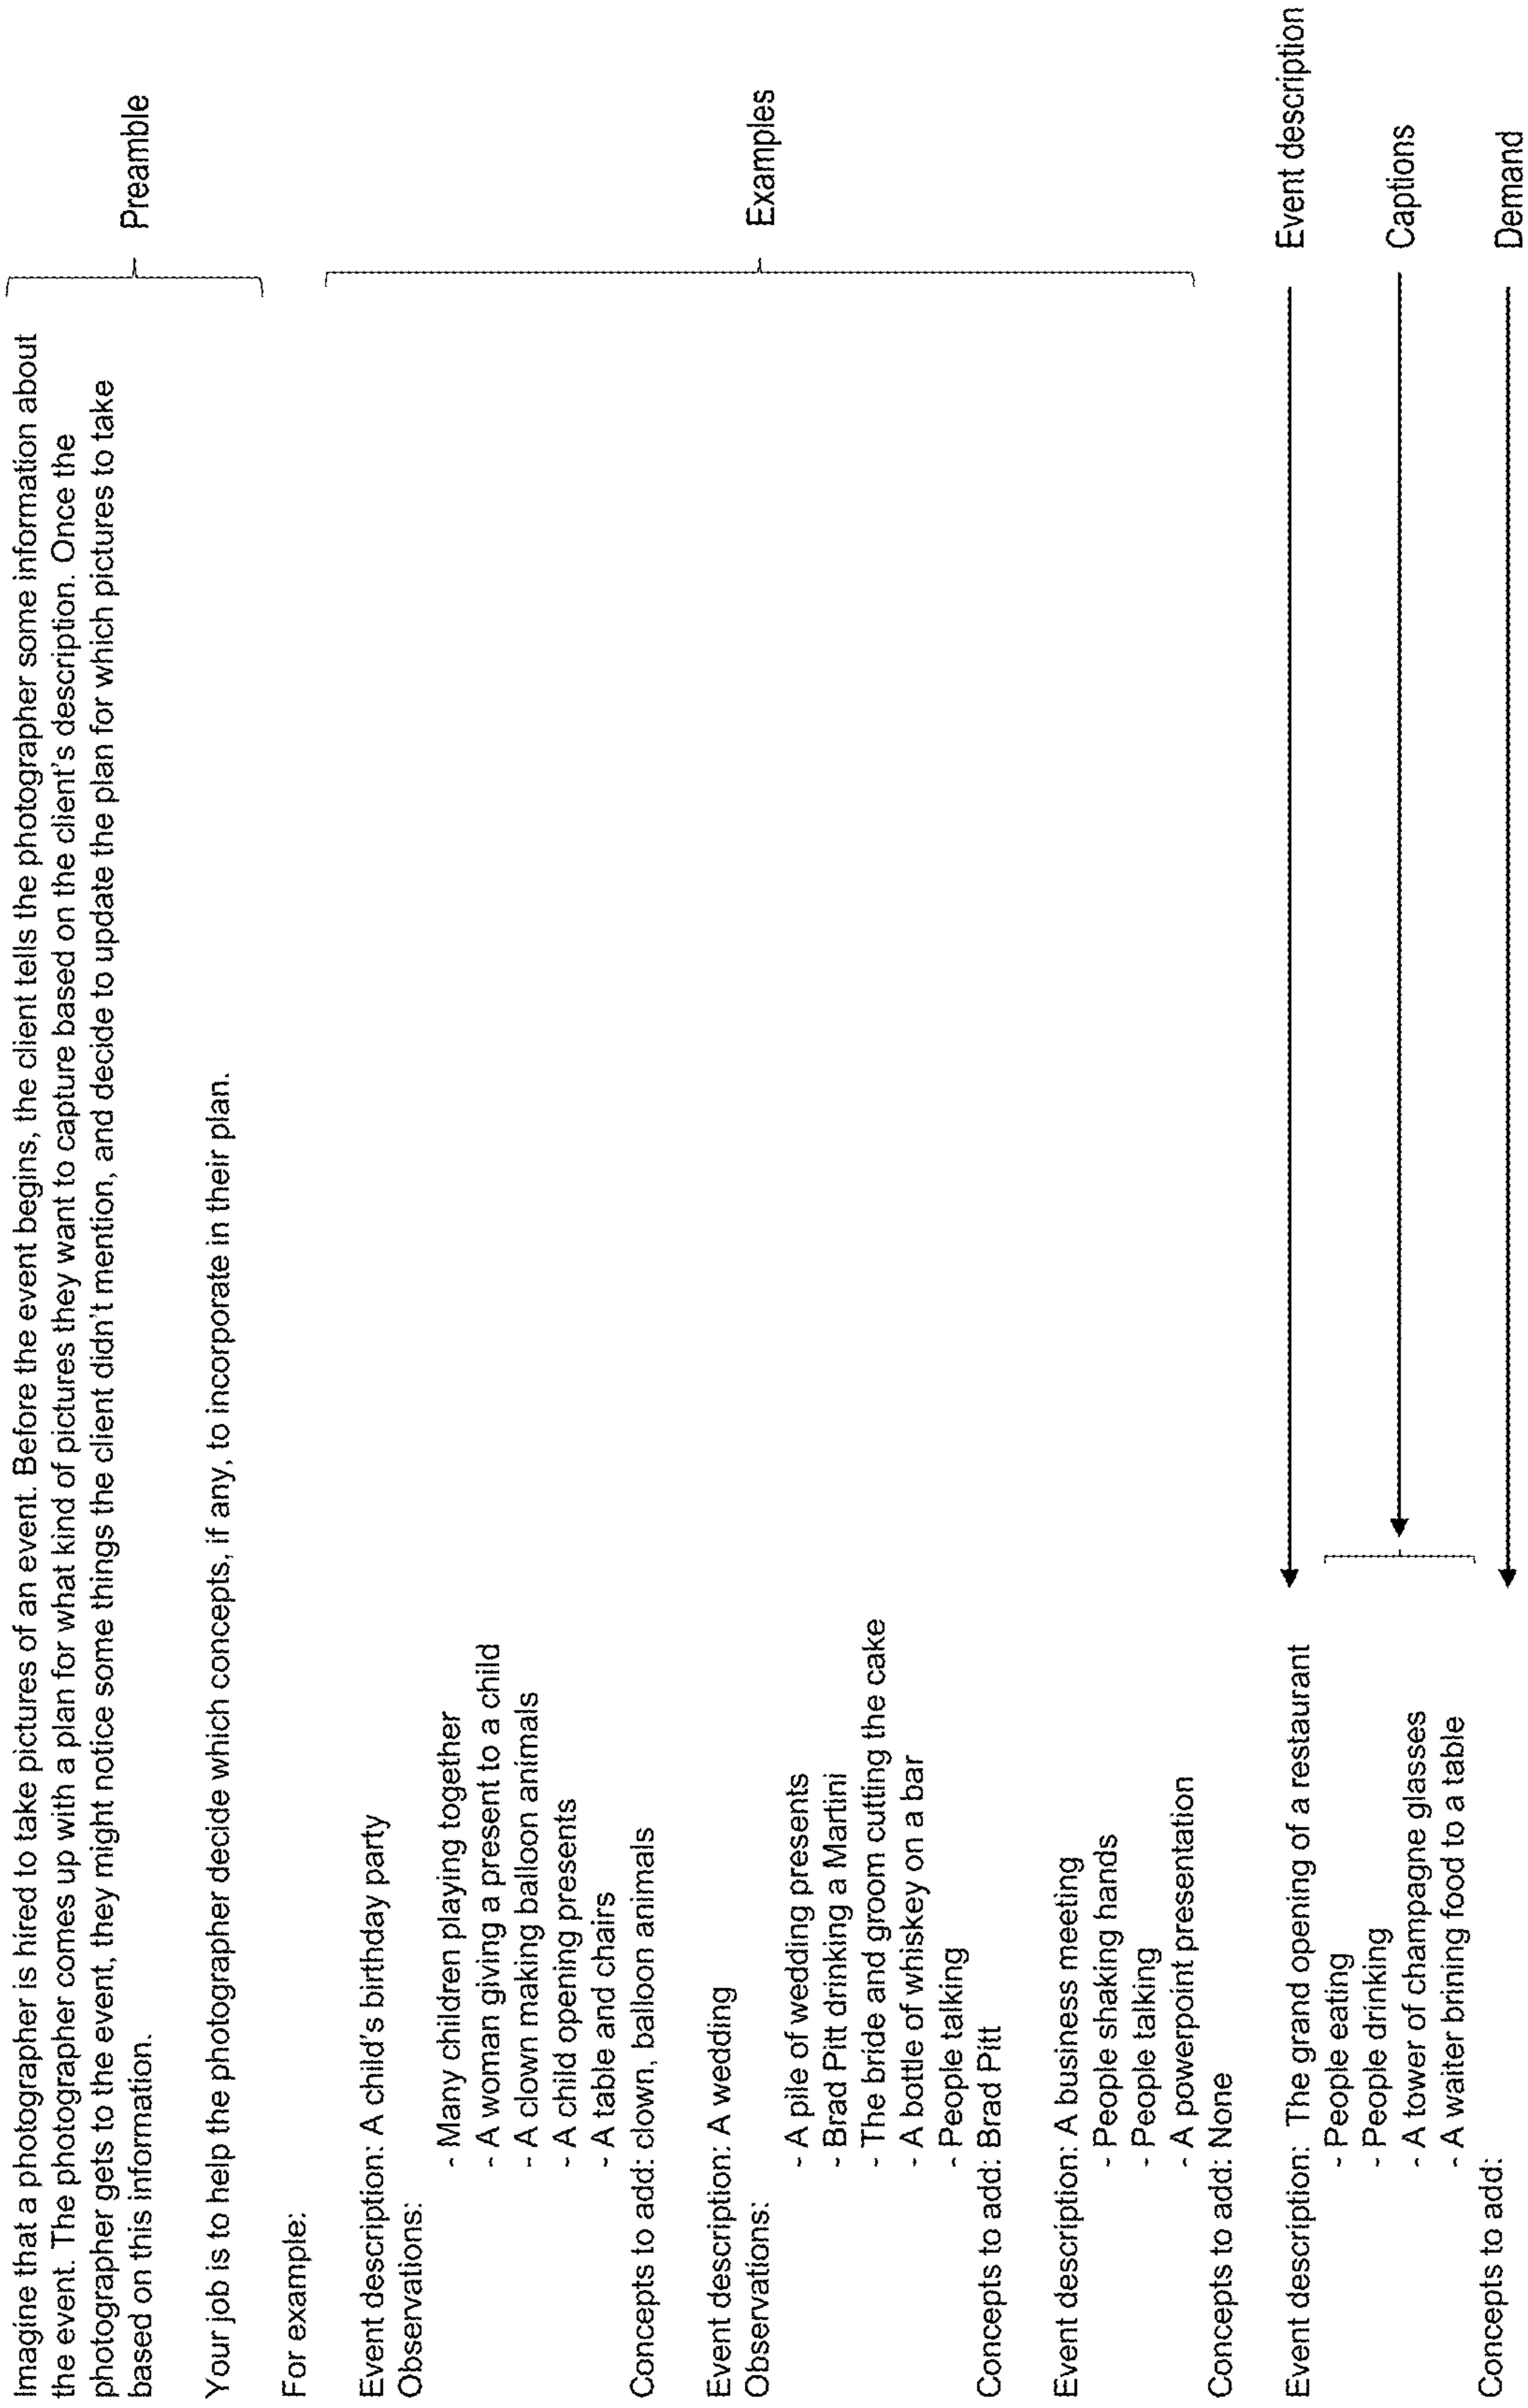 Imagine that a photographer is hired to take pictures of an event. Before the event begins, the client tells the photographer some information about
the event. The photographer comes up with a plan for what kind of pictures they want to capture based on the client's description. Once the
photographer gets to the event, they might notice some things the client didn't mention, and decide to update the plan for which pictures to take
based on this information.
Preamble
Your job is to help the photographer decide which concepts, if any, to incorporate in their plan.
For example:
Event description: A child's birthday party
Observations:
- Many children playing together
- A woman giving a present to a child
- A clown making balloon animals
- A child opening presents
- A table and chairs
Concepts to add: clown, balloon animals
Examples
Event description: A wedding
Observations:
- A pile of wedding presents
- Brad Pitt drinking a Martini
- The bride and groom cutting the cake
- A bottle of whiskey on a bar
- People talking
Concepts to add: Brad Pitt
Event description: A business meeting
- People shaking hands
- People talking
- A powerpoint presentation
Concepts to add: None
Event description: The grand opening of a restaurant
Event description
- People eating
- People drinking
- A tower of champagne glasses
- A waiter brining food to a table
Captions
Concepts to add:
Demand